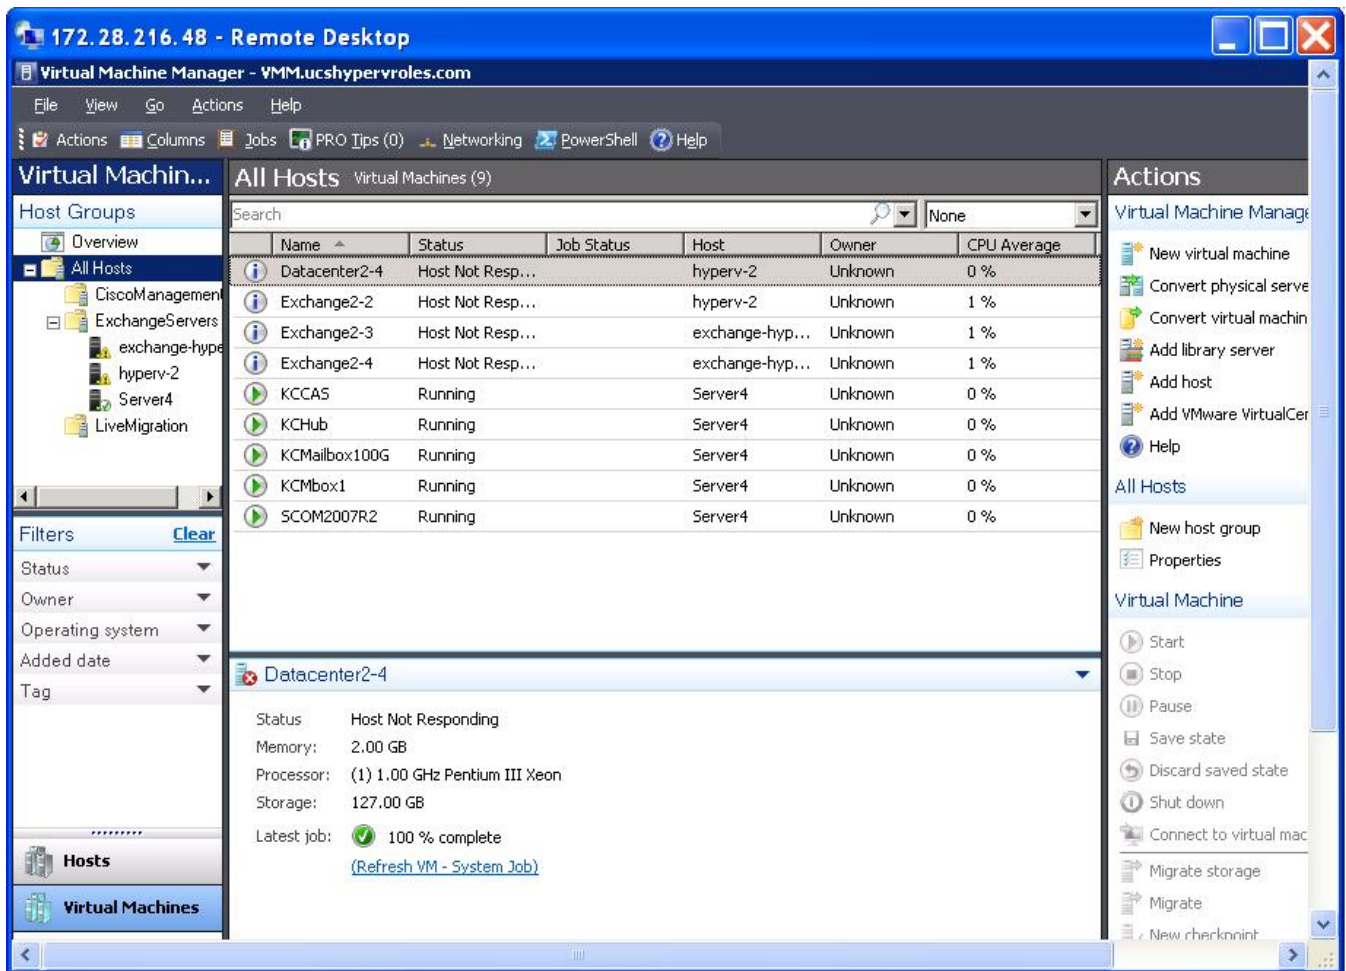 172.28.216.48 - Remote Desktop
Virtual Machine Manager - VMM.ucshypervroles.com
File View Go Actions Help
Actions Columns Jobs PRO Tips (0) Networking PowerShell Help
Virtual Machin...
Host Groups
Overview
All Hosts
CiscoManagement
ExchangeServers
exchange-hype
hyperv-2
Server4
LiveMigration
Filters Clear
Status
Owner
Operating system
Added date
Tag
Hosts
Virtual Machines
All Hosts Virtual Machines (9)
Search None
Name Status Job Status Host Owner CPU Average
Datacenter2-4 Host Not Resp... hyperv-2 Unknown 0 %
Exchange2-2 Host Not Resp... hyperv-2 Unknown 1 %
Exchange2-3 Host Not Resp... exchange-hyp... Unknown 1 %
Exchange2-4 Host Not Resp... exchange-hyp... Unknown 1 %
KCCAS Running Server4 Unknown 0 %
KCHub Running Server4 Unknown 0 %
KCMailbox100G Running Server4 Unknown 0 %
KCMbox1 Running Server4 Unknown 0 %
SCOM2007R2 Running Server4 Unknown 0 %
Datacenter2-4
Status Host Not Responding
Memory: 2.00 GB
Processor: (1) 1.00 GHz Pentium III Xeon
Storage: 127.00 GB
Latest job: 100 % complete
(Refresh VM - System Job)
Actions
Virtual Machine Manage
New virtual machine
Convert physical serve
Convert virtual machin
Add library server
Add host
Add VMware VirtualCer
Help
All Hosts
New host group
Properties
Virtual Machine
Start
Stop
Pause
Save state
Discard saved state
Shut down
Connect to virtual mac
Migrate storage
Migrate
New checkpoint